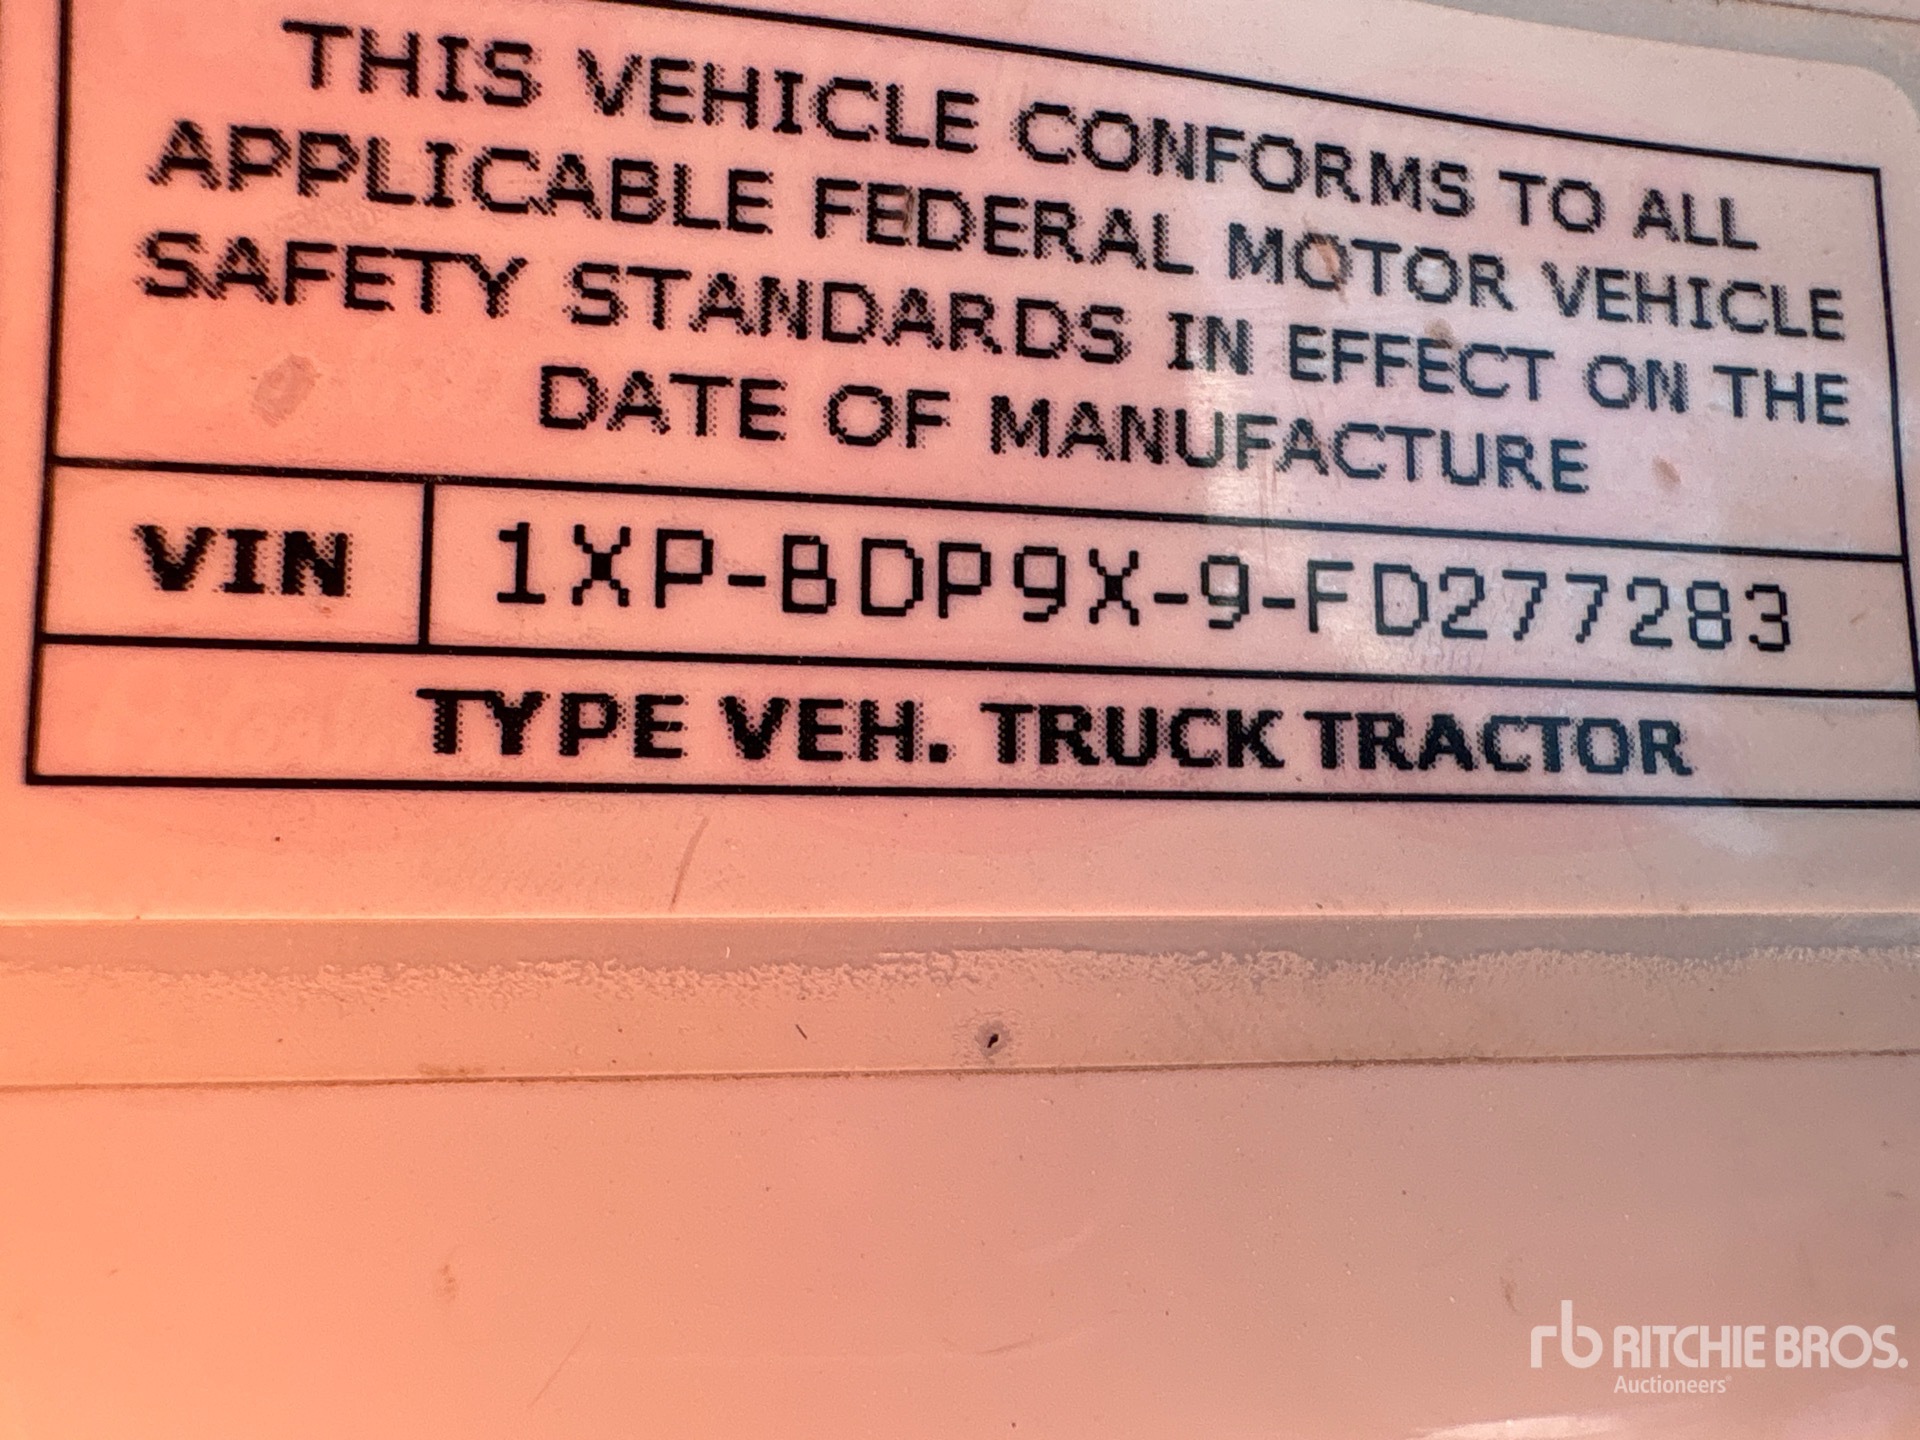 THIS VEHICLE CONFORMS TO ALL
APPLICABLE FEDERAL MOTOR VEHICLE
SAFETY STANDARDS IN EFFECT ON THE
DATE OF MANUFACTURE
VIN 1XP-BDP9X-9-FD277283
TYPE VEH. TRUCK TRACTOR
rb RITCHIE BROS.
Auctioneers